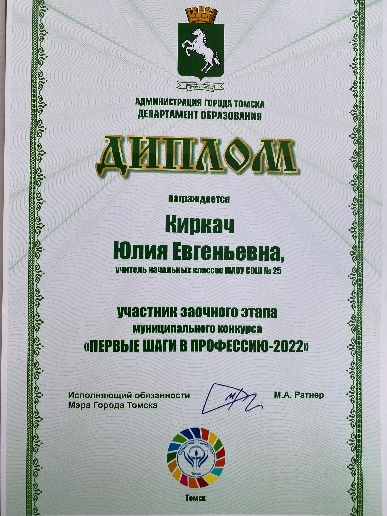 АДМИНИСТРАЦИЯ ГОРОДА ТОМСКА
ДЕПАРТАМЕНТ ОБРАЗОВАНИЯ
ДИПЛОМ
награждается
Киркач
Юлия Евгеньевна,
учитель начальных классов МАОУ СОШ № 25
участник заочного этапа
муниципального конкурса
«ПЕРВЫЕ ШАГИ В ПРОФЕССИЮ-2022»
Исполняющий обязанности
Мэра Города Томска
М.А. Ратнер
Томск